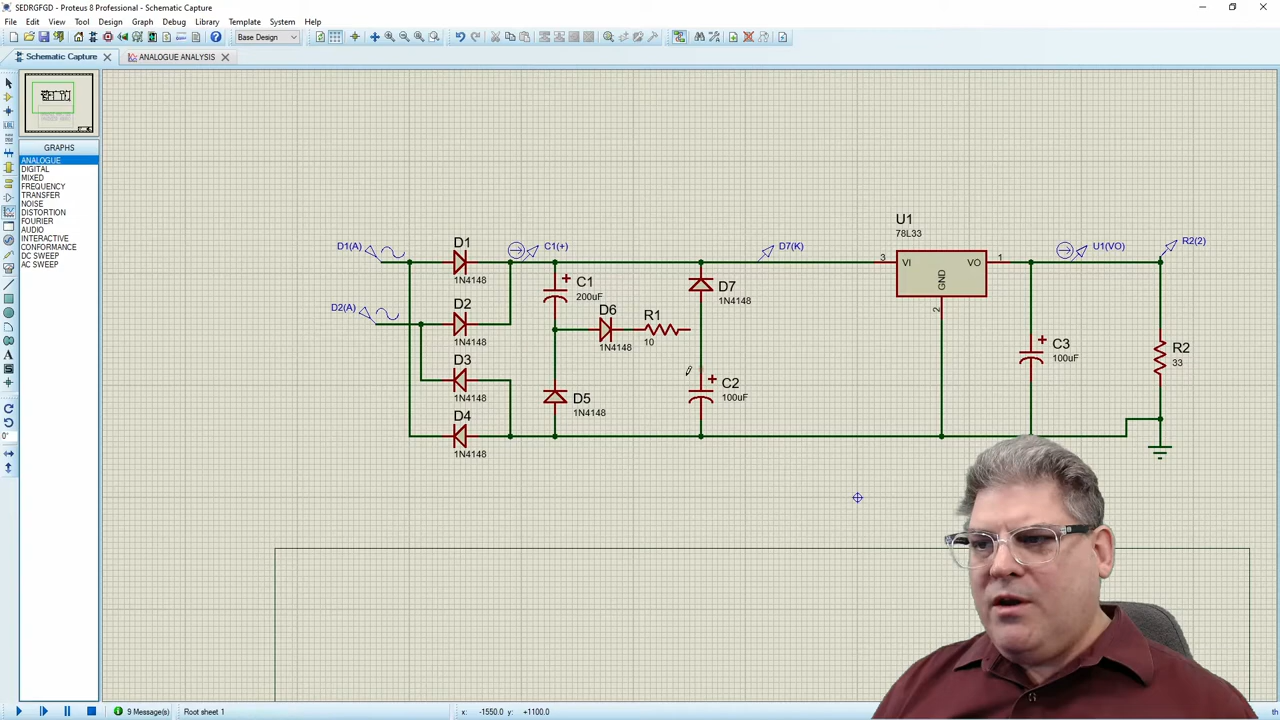 SEDRGFGD - Proteus 8 Professional - Schematic Capture
File Edit View Tool Design Graph Debug Library Template System Help
Base Design
Schematic Capture
ANALOGUE ANALYSIS
GRAPHS
ANALOGUE
DIGITAL
MIXED
FREQUENCY
TRANSFER
NOISE
DISTORTION
FOURIER
AUDIO
INTERACTIVE
CONFORMANCE
DC SWEEP
AC SWEEP
0°
D1(A)
D2(A)
D1
1N4148
D2
1N4148
D3
1N4148
D4
1N4148
C1(+)
C1
200uF
D5
1N4148
D6
1N4148
R1
10
D7
1N4148
C2
100uF
D7(K)
U1
78L33
3
VI
VO
1
GND
2
U1(VO)
R2(2)
C3
100uF
R2
33
9 Message(s)
Root sheet 1
x: -1550.0 y: +1100.0
th